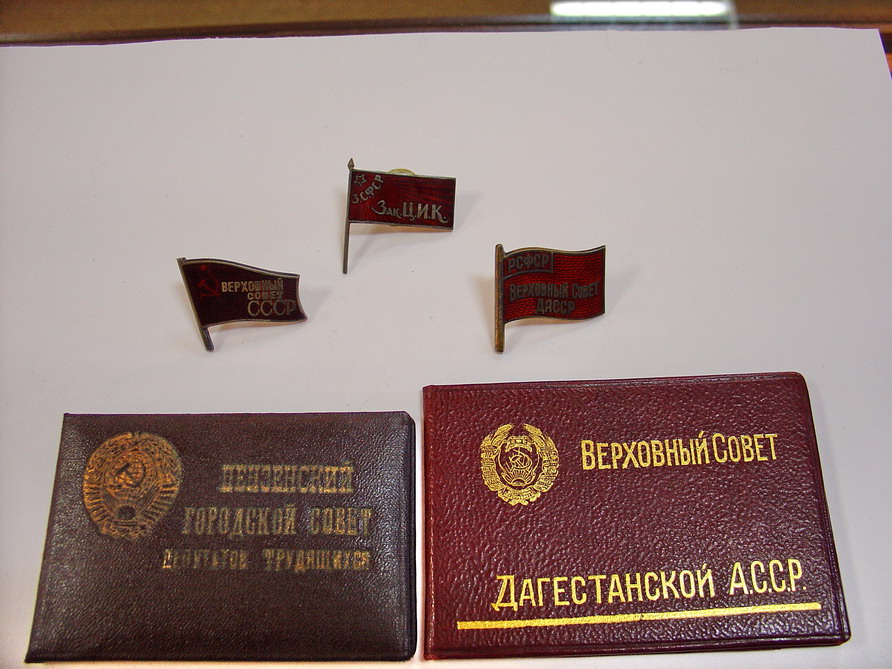 ЗСФСР
Зак Ц.И.К.
ВЕРХОВНЫЙ
СОВЕТ
СССР
РСФСР
ВЕРХОВНЫЙ СОВЕТ
ДАССР
ПЕНЗЕНСКИЙ
ГОРОДСКОЙ СОВЕТ
ДЕПУТАТОВ ТРУДЯЩИХСЯ
ВЕРХОВНЫЙ СОВЕТ
ДАГЕСТАНСКОЙ А.С.С.Р.